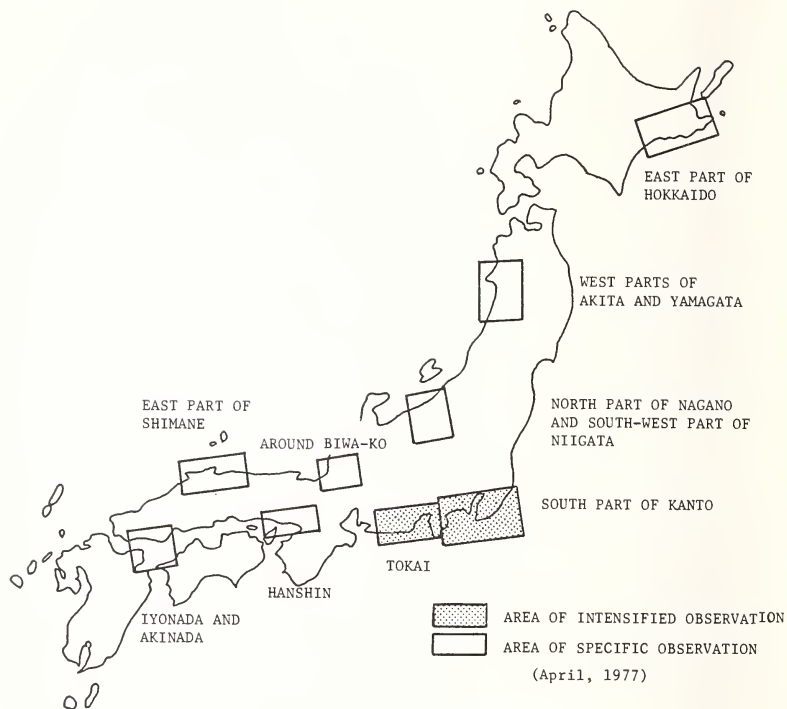 EAST PART OF
HOKKAIDO
WEST PARTS OF
AKITA AND YAMAGATA
NORTH PART OF NAGANO
AND SOUTH-WEST PART OF
NIIGATA
EAST PART OF
SHIMANE
AROUND BIWA-KO
SOUTH PART OF KANTO
TOKAI
HANSHIN
IYONADA AND
AKINADA
AREA OF INTENSIFIED OBSERVATION
AREA OF SPECIFIC OBSERVATION
(April, 1977)